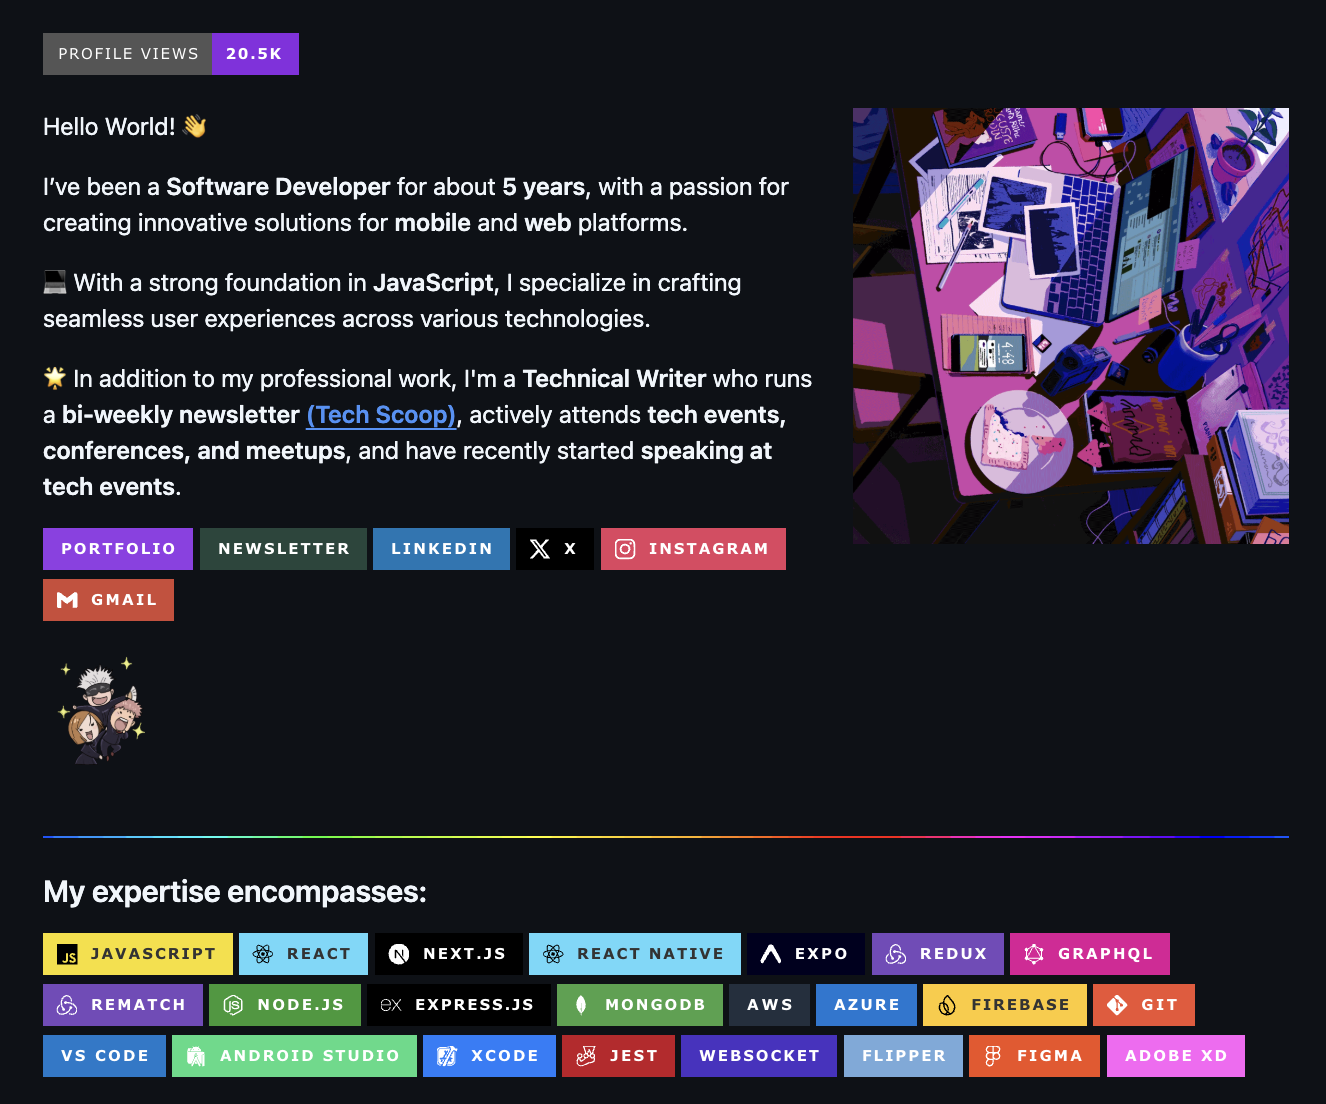 PROFILE VIEWS 20.5K
Hello World! 👋
I’ve been a Software Developer for about 5 years, with a passion for
creating innovative solutions for mobile and web platforms.
💻 With a strong foundation in JavaScript, I specialize in crafting
seamless user experiences across various technologies.
🌟 In addition to my professional work, I'm a Technical Writer who runs
a bi-weekly newsletter (Tech Scoop), actively attends tech events,
conferences, and meetups, and have recently started speaking at
tech events.
PORTFOLIO NEWSLETTER LINKEDIN X INSTAGRAM
GMAIL
4:48
My expertise encompasses:
JS JAVASCRIPT REACT N NEXT.JS REACT NATIVE EXPO REDUX GRAPHQL
REMATCH JS NODE.JS ex EXPRESS.JS MONGODB AWS AZURE FIREBASE GIT
VS CODE ANDROID STUDIO XCODE JEST WEBSOCKET FLIPPER FIGMA ADOBE XD